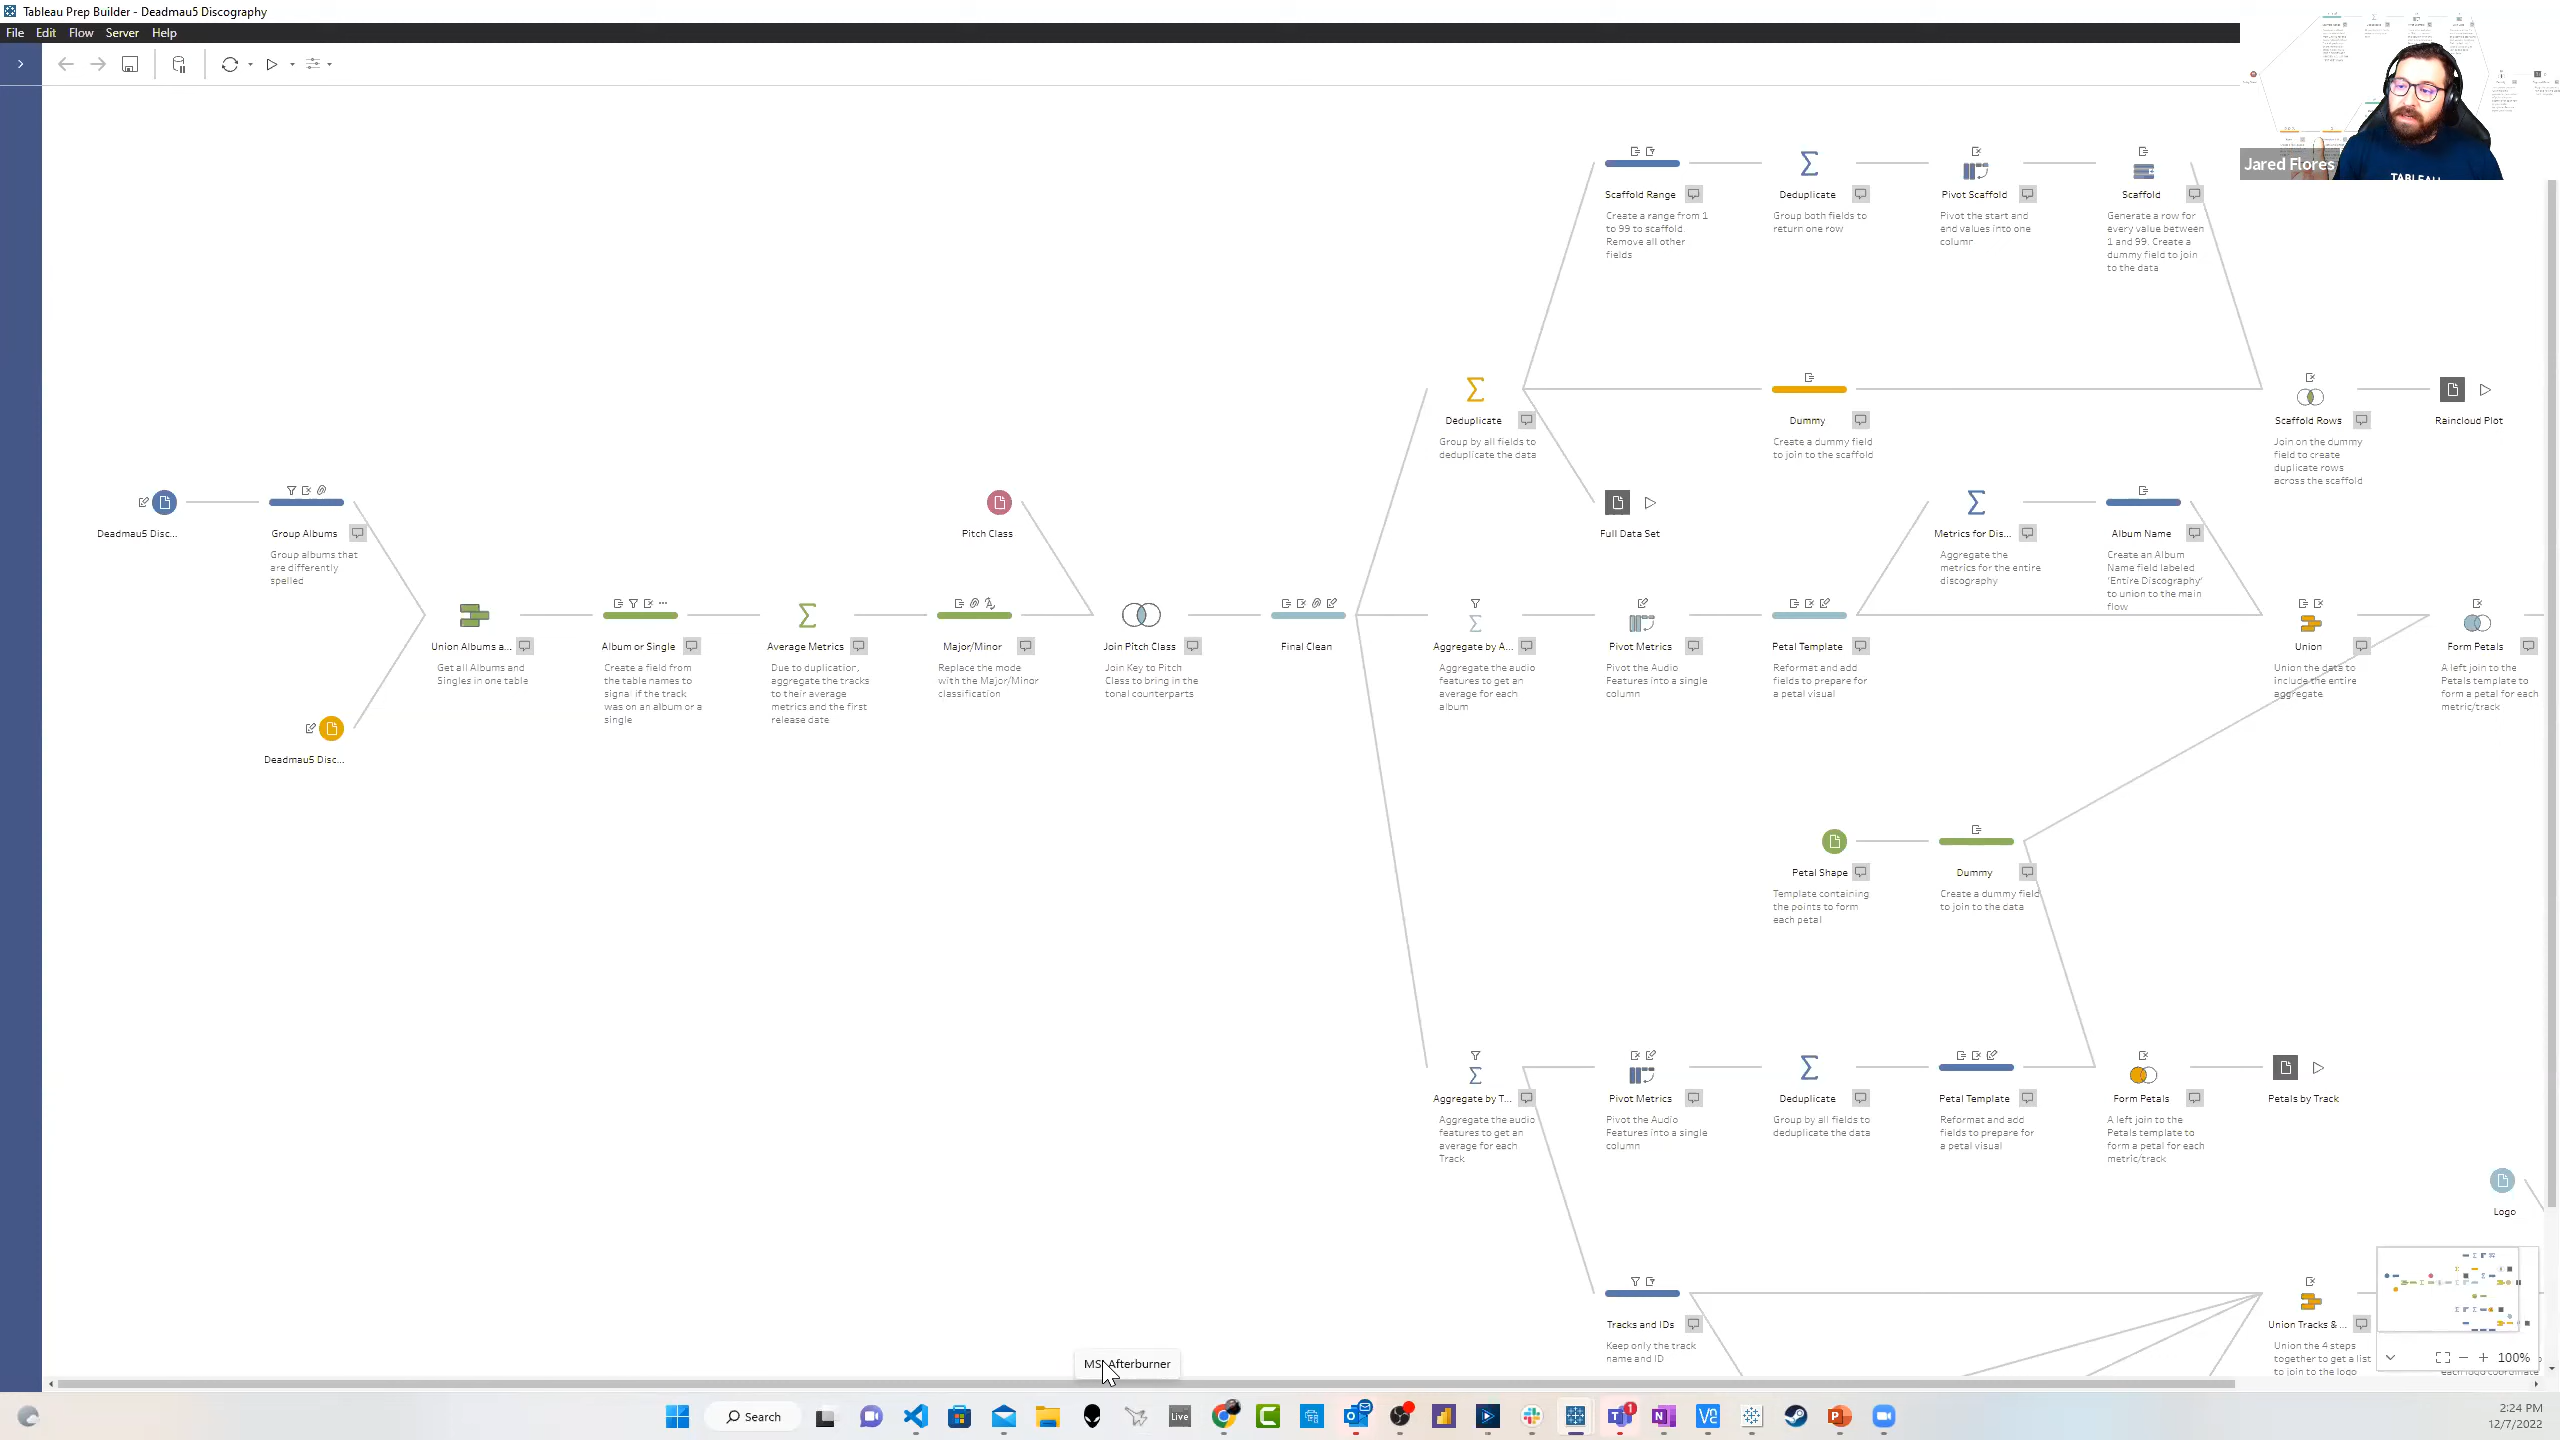 Tableau Prep Builder - Deadmau5 Discography
File Edit Flow Server Help
Jared Flores
TABLEAU
Scaffold Range
Create a range from 1
to 99 to scaffold.
Remove all other
fields
Deduplicate
Group both fields to
return one row
Pivot Scaffold
Pivot the start and
end values into one
column
Scaffold
Generate a row for
every value between
1 and 99. Create a
dummy field to join
to the data
Deduplicate
Group by all fields to
deduplicate the data
Dummy
Create a dummy field
to join to the scaffold
Scaffold Rows
Join on the dummy
field to create
duplicate rows
across the scaffold
Raincloud Plot
Deadmau5 Disc...
Group Albums
Group albums that
are differently
spelled
Pitch Class
Full Data Set
Metrics for Dis...
Aggregate the
metrics for the entire
discography
Album Name
Create an Album
Name field labeled
'Entire Discography'
to union to the main
flow
Union Albums a...
Get all Albums and
Singles in one table
Album or Single
Create a field from
the table names to
signal if the track
was on an album or a
single
Average Metrics
Due to duplication,
aggregate the tracks
to their average
metrics and the first
release date
Major/Minor
Replace the mode
with the Major/Minor
classification
Join Pitch Class
Join Key to Pitch
Class to bring in the
tonal counterparts
Final Clean
Aggregate by A...
Aggregate the audio
features to get an
average for each
album
Pivot Metrics
Pivot the Audio
Features into a single
column
Petal Template
Reformat and add
fields to prepare for
a petal visual
Union
Union the data to
include the entire
aggregate
Form Petals
A left join to the
Petals template to
form a petal for each
metric/track
Deadmau5 Disc...
Petal Shape
Template containing
the points to form
each petal
Dummy
Create a dummy field
to join to the data
Aggregate by T...
Aggregate the audio
features to get an
average for each
Track
Pivot Metrics
Pivot the Audio
Features into a single
column
Deduplicate
Group by all fields to
deduplicate the data
Petal Template
Reformat and add
fields to prepare for
a petal visual
Form Petals
A left join to the
Petals template to
form a petal for each
metric/track
Petals by Track
Logo
Tracks and IDs
Keep only the track
name and ID
Union Tracks & ...
Union the 4 steps
together to get a list
to join to the logo
each logo coordinate
100%
MSI Afterburner
Search
Live
1
2:24 PM
12/7/2022